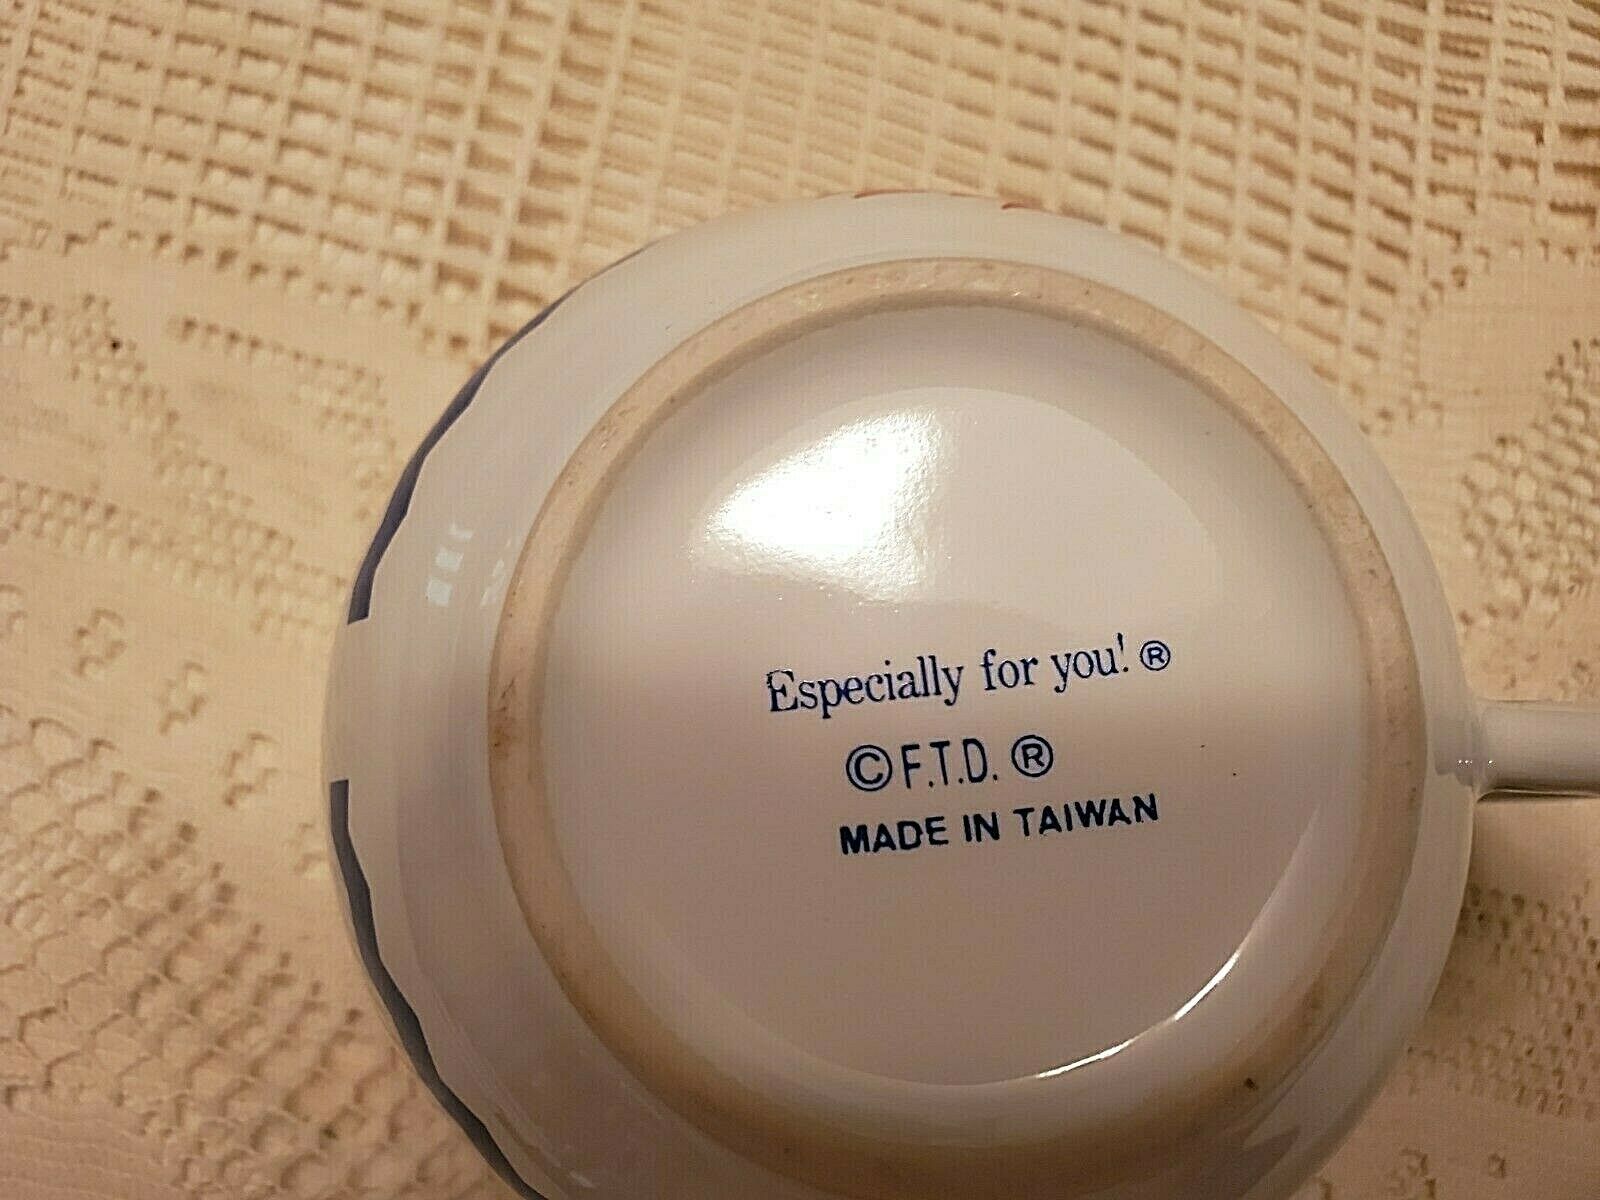 Especially for you! ®
© F.T.D. ®
MADE IN TAIWAN